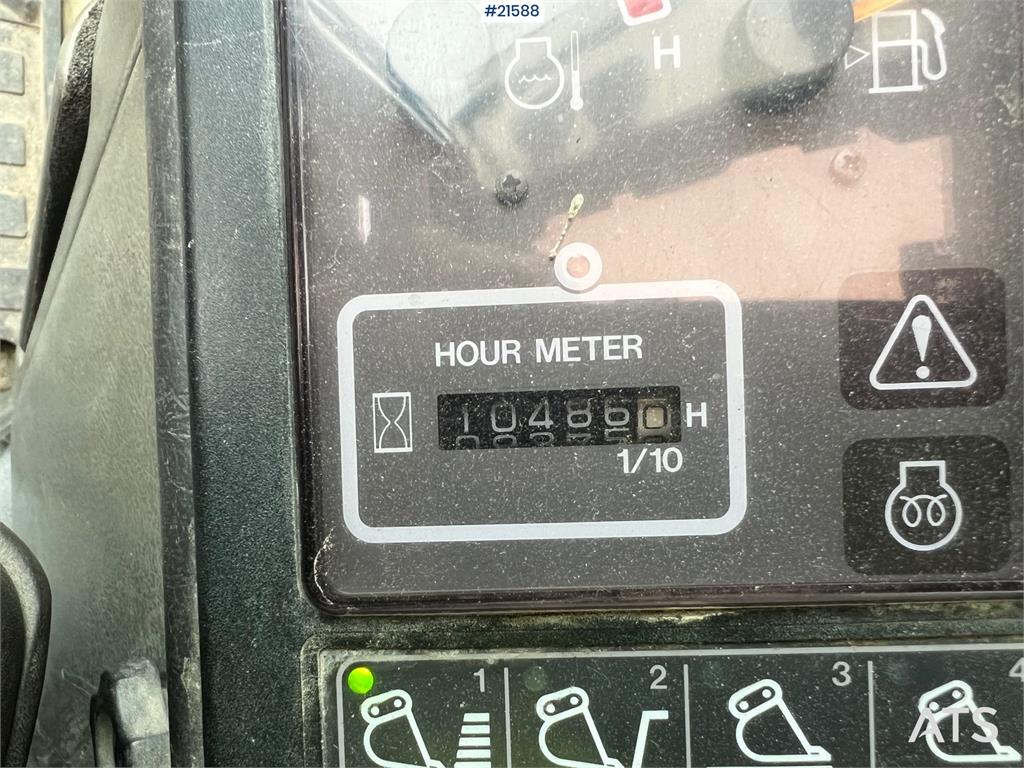 #21588
H
HOUR METER
104860 H
1/10
1 2 3 4
ATS